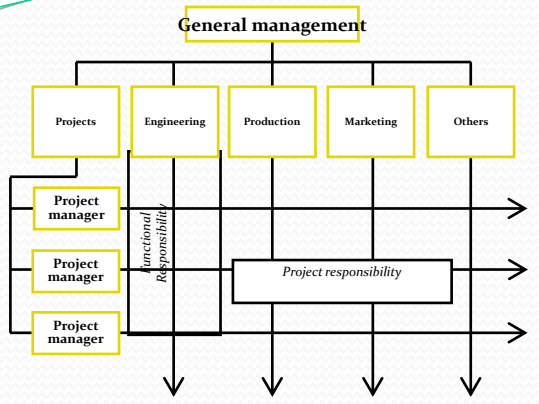 General management
Projects
Engineering
Production
Marketing
Others
Project
manager
Functional
Responsibility
Project
manager
Project responsibility
Project
manager